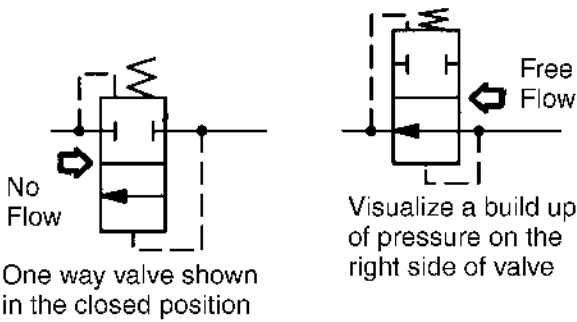 No
Flow
One way valve shown
in the closed position
Free
Flow
Visualize a build up
of pressure on the
right side of valve